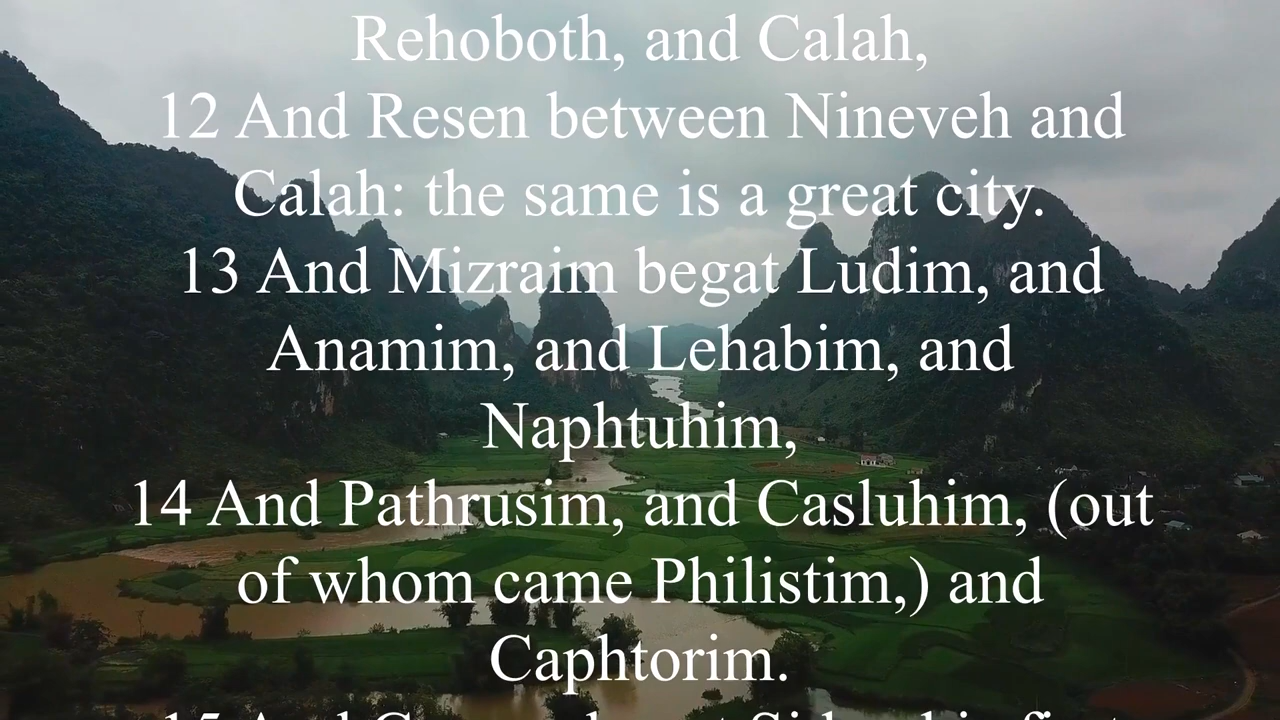 Rehoboth, and Calah,
12 And Resen between Nineveh and
Calah: the same is a great city.
13 And Mizraim begat Ludim, and
Anamim, and Lehabim, and
Naphtuhim,
14 And Pathrusim, and Casluhim, (out
of whom came Philistim,) and
Caphtorim.